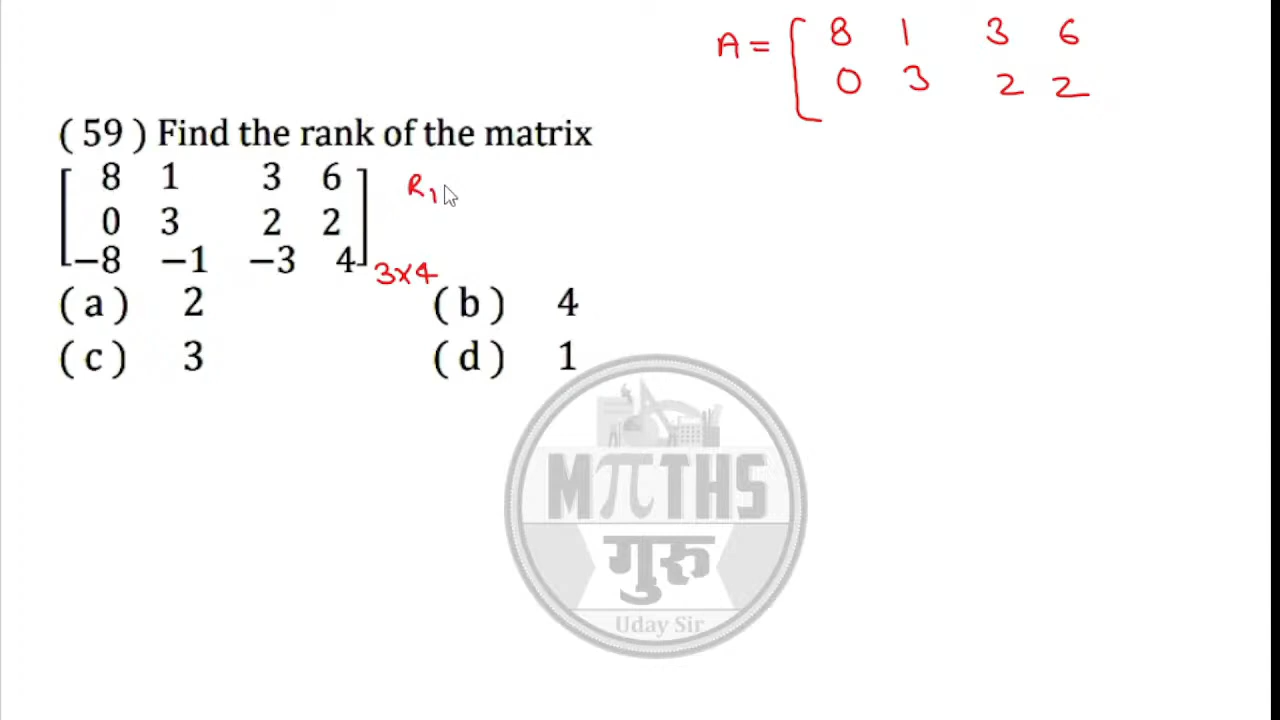 A = [ 8 1 3 6
0 3 2 2
( 59 ) Find the rank of the matrix
[ 8 1 3 6 ] R1
0 3 2 2
−8 −1 −3 4 3×4
( a ) 2 ( b ) 4
( c ) 3 ( d ) 1
MπTHS
गुरु
Uday Sir